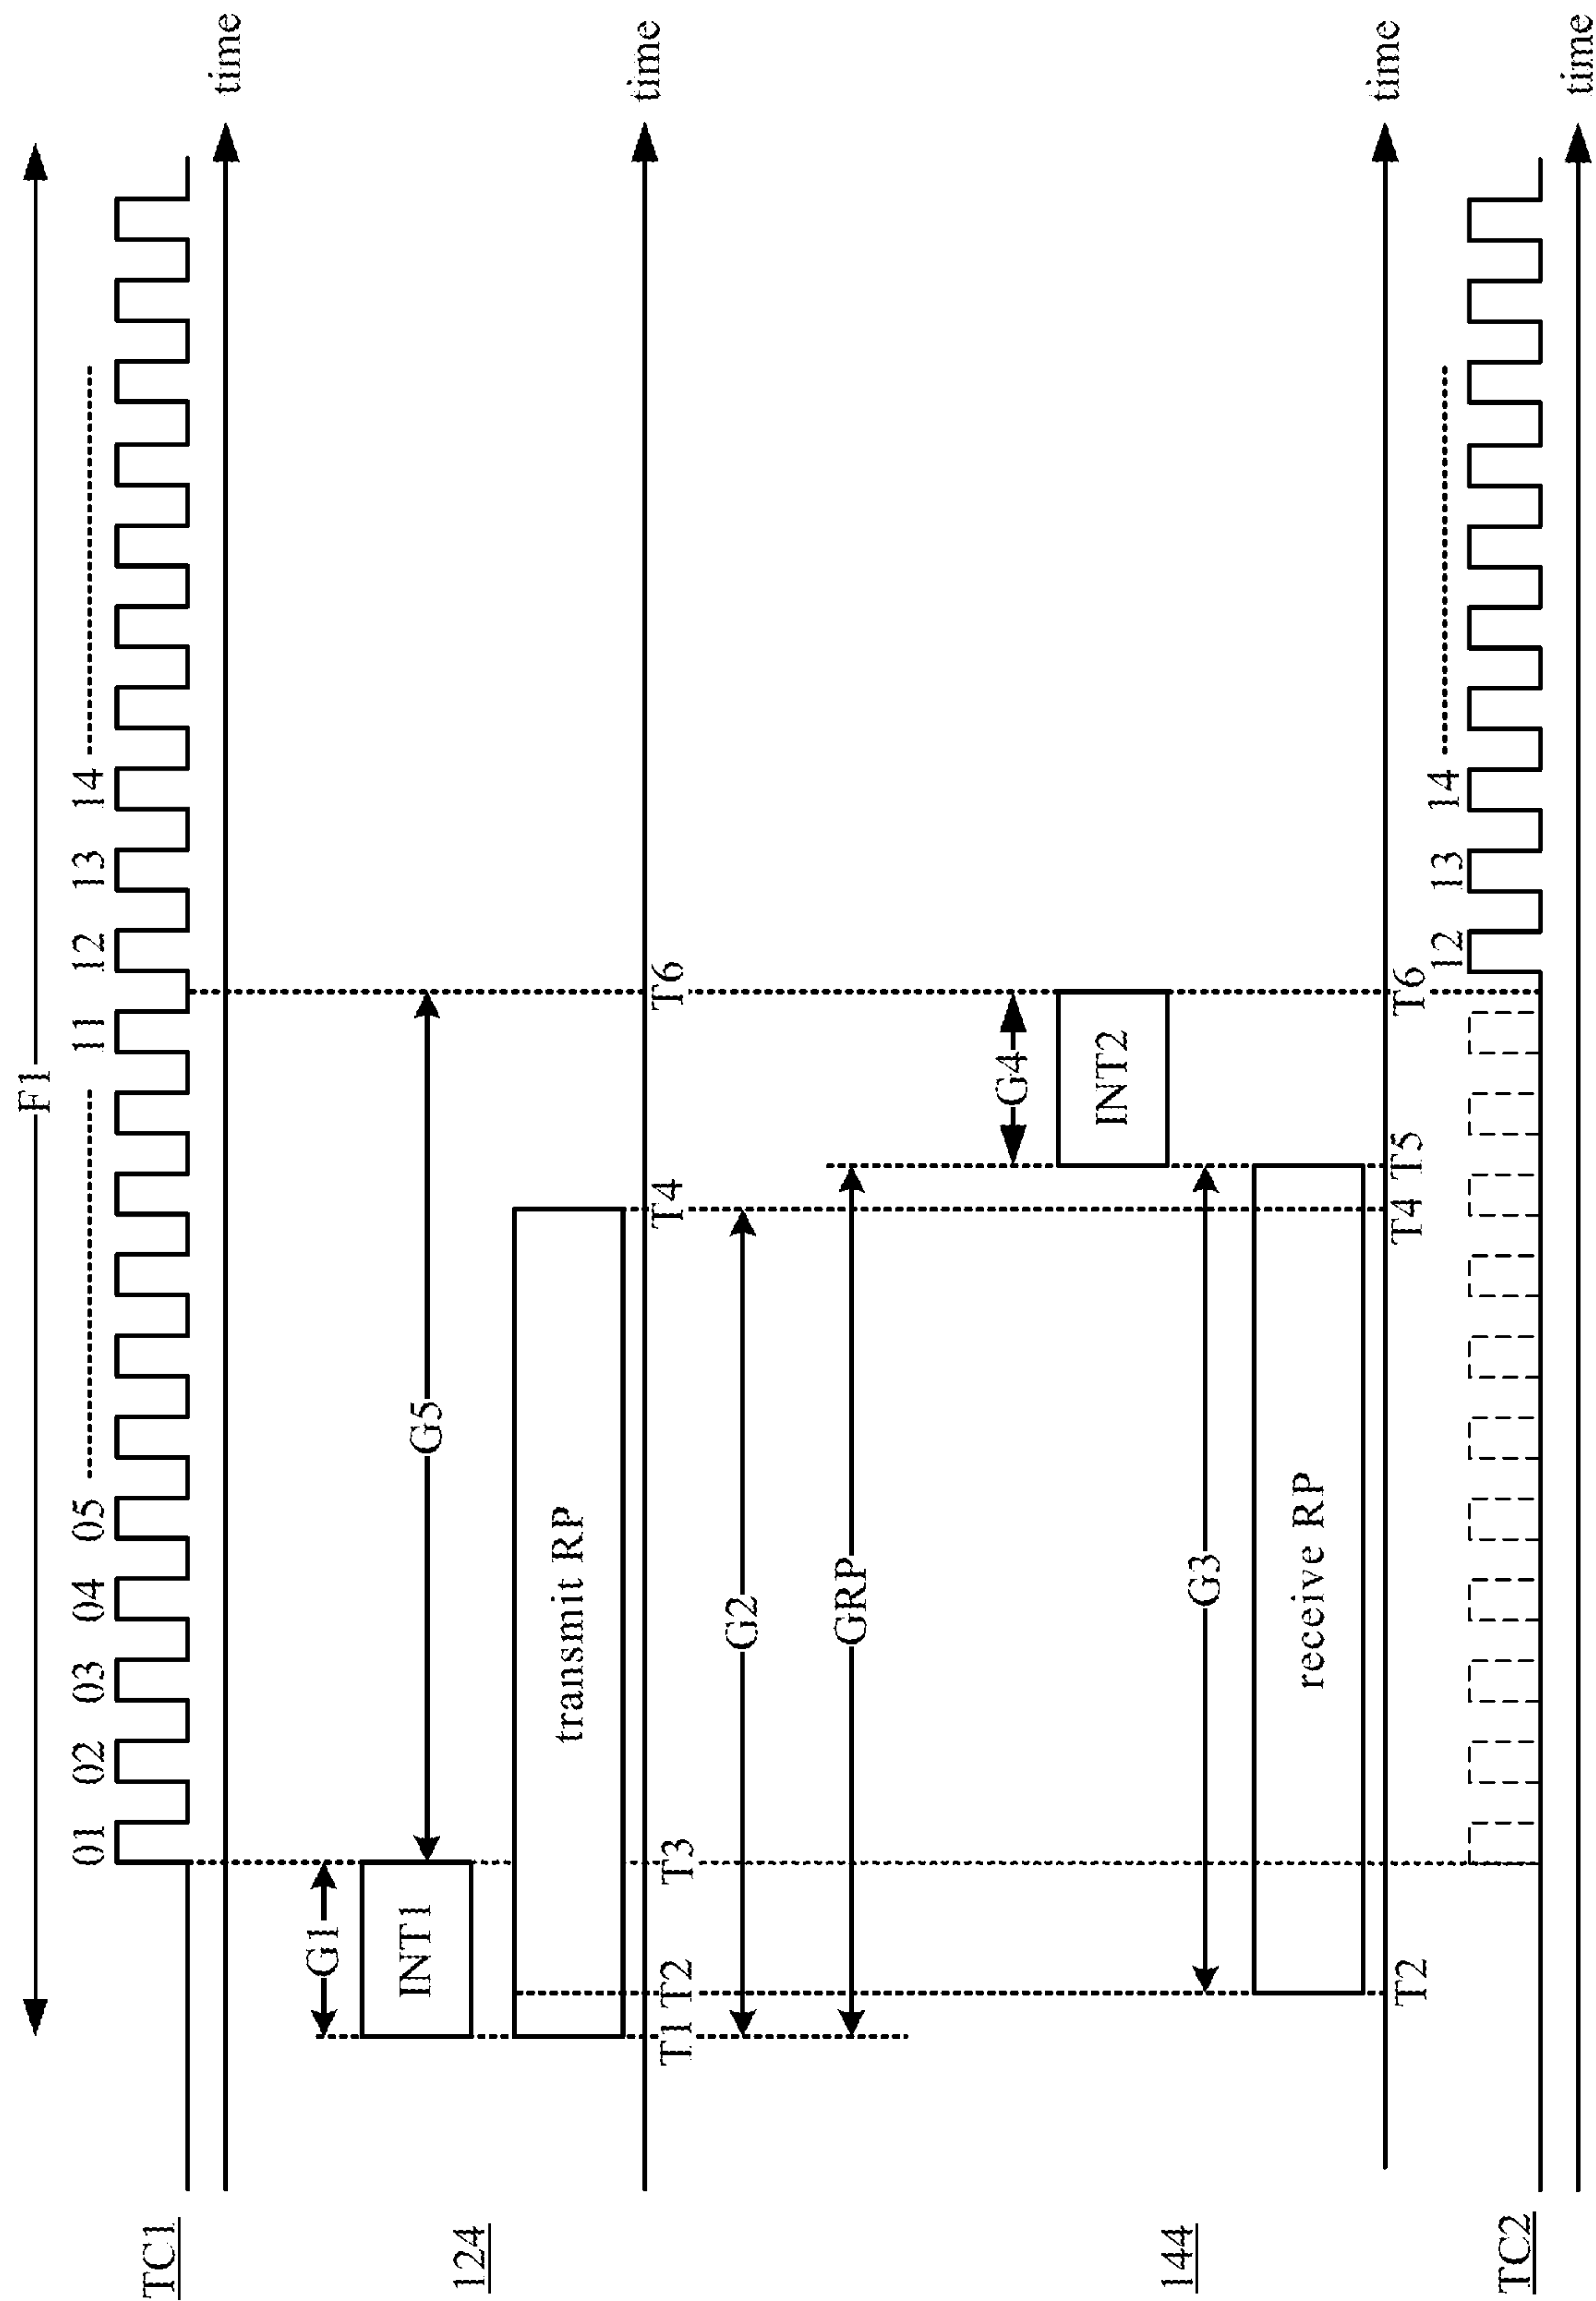 F1
TC1
01 02 03 04 05 11 12 13 14
time
124
G1
INT1
G5
transmit RP
T1 T2 T3 T4 T6
time
G2
GRP
144
G4
INT2
G3
receive RP
T2 T4 T5 T6
time
TC2
12 13 14
time